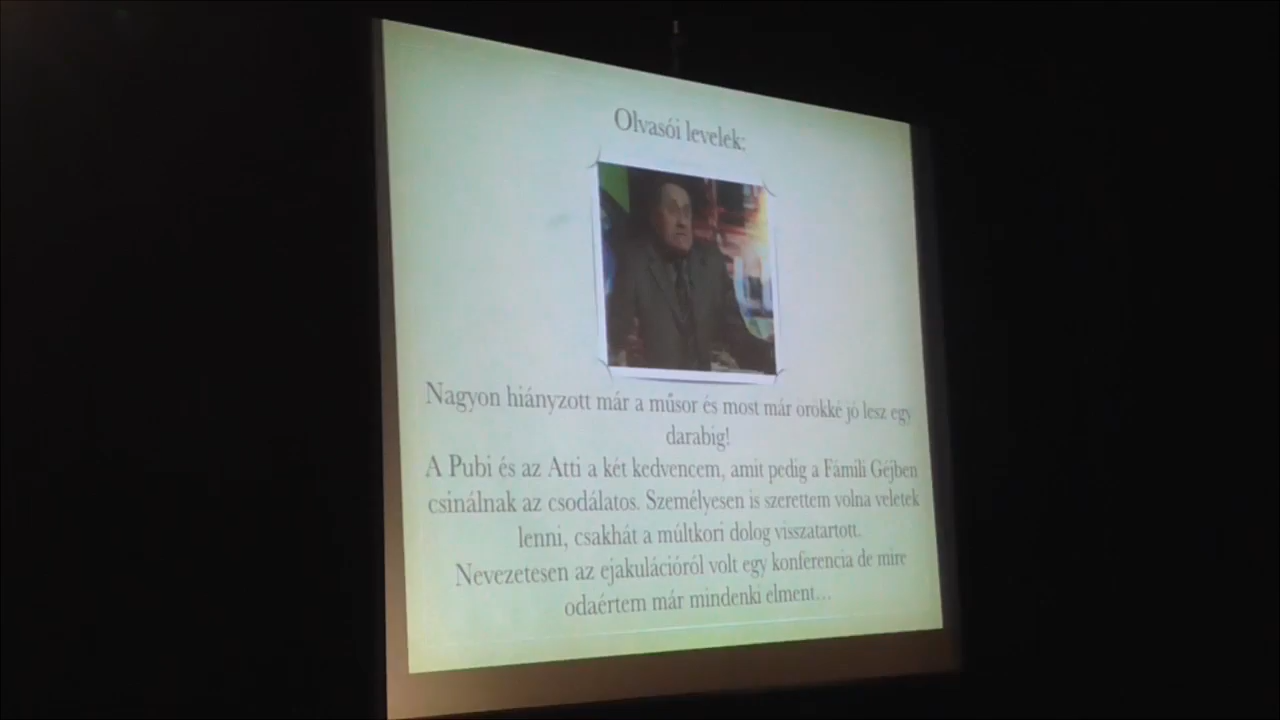 Olvasói levelek:
Nagyon hiányzott már a műsor és most már örökké jó lesz egy
darabig!
A Pubi és az Atti a két kedvencem, amit pedig a Fámili Géjben
csinálnak az csodálatos. Személyesen is szerettem volna veletek
lenni, csakhát a múltkori dolog visszatartott.
Nevezetesen az ejakulációról volt egy konferencia de mire
odaértem már mindenki elment...